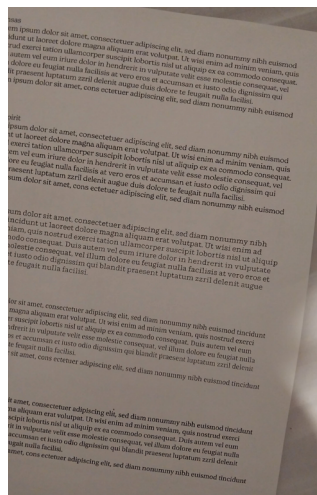 ipsum dolor sit amet, consectetuer adipiscing elit, sed diam nonummy nibh euismod
ut laoreet dolore magna aliquam erat volutpat. Ut wisi enim ad minim veniam, quis
exerci tation ullamcorper suscipit lobortis nisl ut aliquip ex ea commodo consequat.
autem vel eum iriure dolor in hendrerit in vulputate velit esse molestie consequat, vel
dolore eu feugiat nulla facilisis at vero eros et accumsan et iusto odio dignissim qui
praesent luptatum zzril delenit augue duis dolore te feugait nulla facilisi.
ipsum dolor sit amet, cons ectetuer adipiscing elit, sed diam nonummy nibh euismod
ipsum dolor sit amet, consectetuer adipiscing elit, sed diam nonummy nibh euismod
ut laoreet dolore magna aliquam erat volutpat. Ut wisi enim ad minim veniam, quis
exerci tation ullamcorper suscipit lobortis nisl ut aliquip ex ea commodo consequat.
vel eum iriure dolor in hendrerit in vulputate velit esse molestie consequat, vel
eu feugiat nulla facilisis at vero eros et accumsan et iusto odio dignissim qui
luptatum zzril delenit augue duis dolore te feugait nulla facilisi.
dolor sit amet, cons ectetuer adipiscing elit, sed diam nonummy nibh euismod
dolor sit amet, consectetuer adipiscing elit, sed diam nonummy nibh
tincidunt ut laoreet dolore magna aliquam erat volutpat. Ut wisi enim ad
quis nostrud exerci tation ullamcorper suscipit lobortis nisl ut aliquip
consequat. Duis autem vel eum iriure dolor in hendrerit in vulputate
consequat, vel illum dolore eu feugiat nulla facilisis at vero eros et
et iusto odio dignissim qui blandit praesent luptatum zzril delenit augue
feugait nulla facilisi.
sit amet, consectetuer adipiscing elit, sed diam nonummy nibh euismod tincidunt
magna aliquam erat volutpat. Ut wisi enim ad minim veniam, quis nostrud exerci
suscipit lobortis nisl ut aliquip ex ea commodo consequat. Duis autem vel eum
in vulputate velit esse molestie consequat, vel illum dolore eu feugiat nulla
et accumsan et iusto odio dignissim qui blandit praesent luptatum zzril delenit
feugait nulla facilisi.
sit amet, cons ectetuer adipiscing elit, sed diam nonummy nibh euismod tincidunt
amet, consectetuer adipiscing elit, sed diam nonummy nibh euismod tincidunt
aliquam erat volutpat. Ut wisi enim ad minim veniam, quis nostrud exerci
lobortis nisl ut aliquip ex ea commodo consequat. Duis autem vel eum
vulputate velit esse molestie consequat, vel illum dolore eu feugiat nulla
accumsan et iusto odio dignissim qui blandit praesent luptatum zzril delenit
nulla facilisi.
amet, cons ectetuer adipiscing elit, sed diam nonummy nibh euismod tincidunt